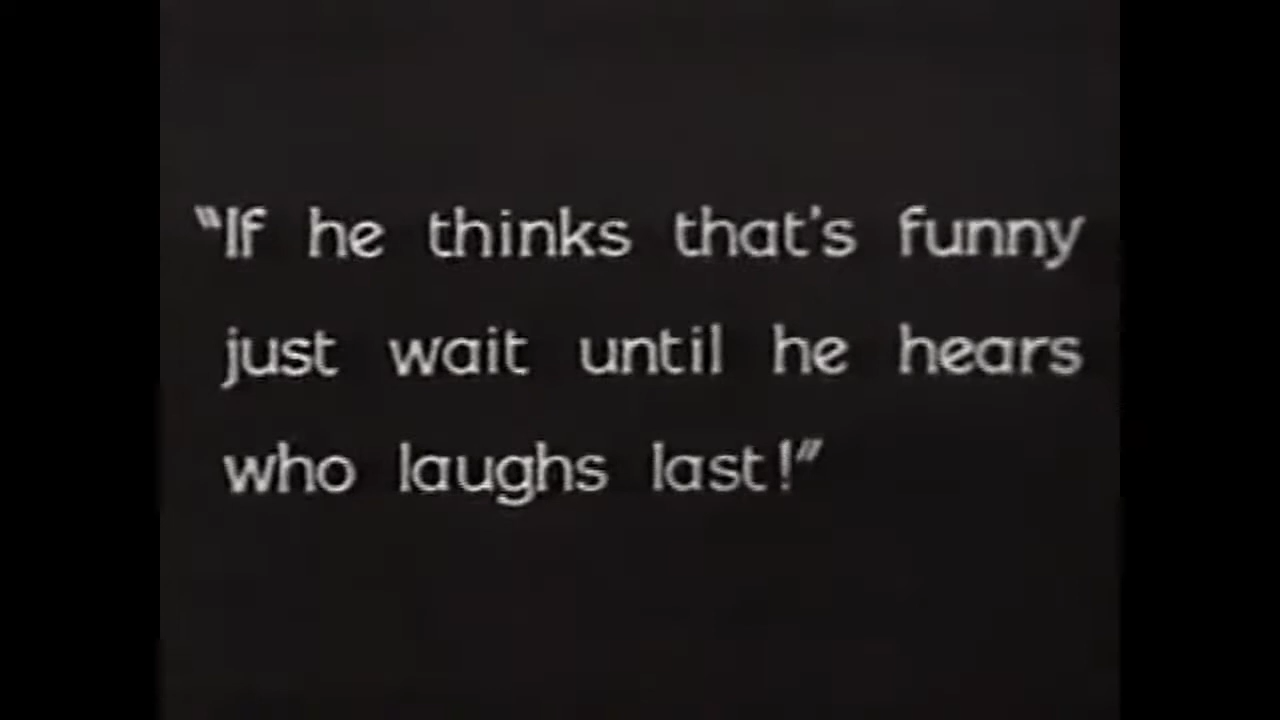 "If he thinks that's funny
just wait until he hears
who laughs last!"